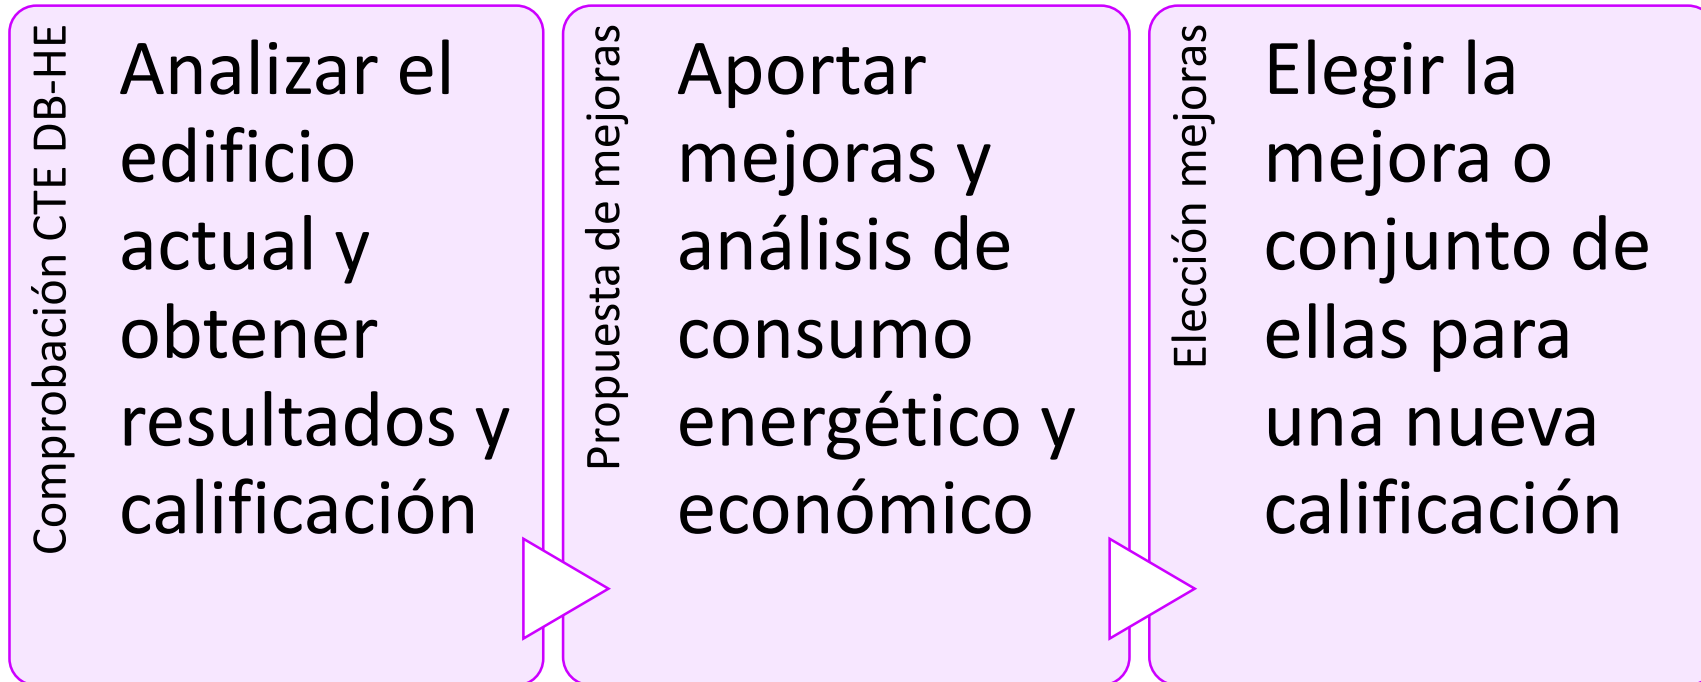 Comprobación CTE DB-HE
Analizar el
edificio
actual y
obtener
resultados y
calificación
Propuesta de mejoras
Aportar
mejoras y
análisis de
consumo
energético y
económico
Elección mejoras
Elegir la
mejora o
conjunto de
ellas para
una nueva
calificación